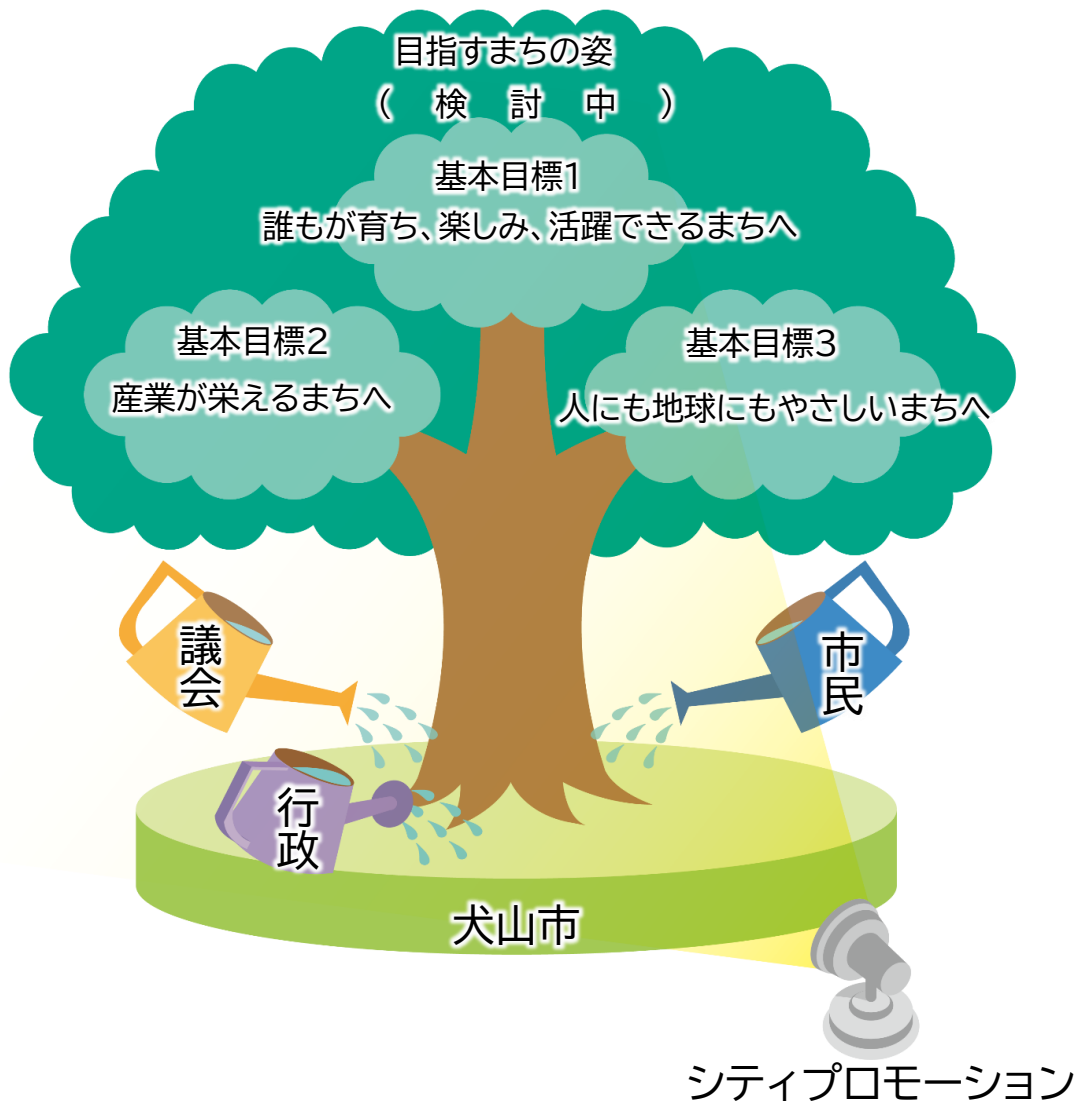 目指すまちの姿
(　検　討　中　)
基本目標1
誰もが育ち、楽しみ、活躍できるまちへ
基本目標2
産業が栄えるまちへ
基本目標3
人にも地球にもやさしいまちへ
議会
市民
行政
犬山市
シティプロモーション